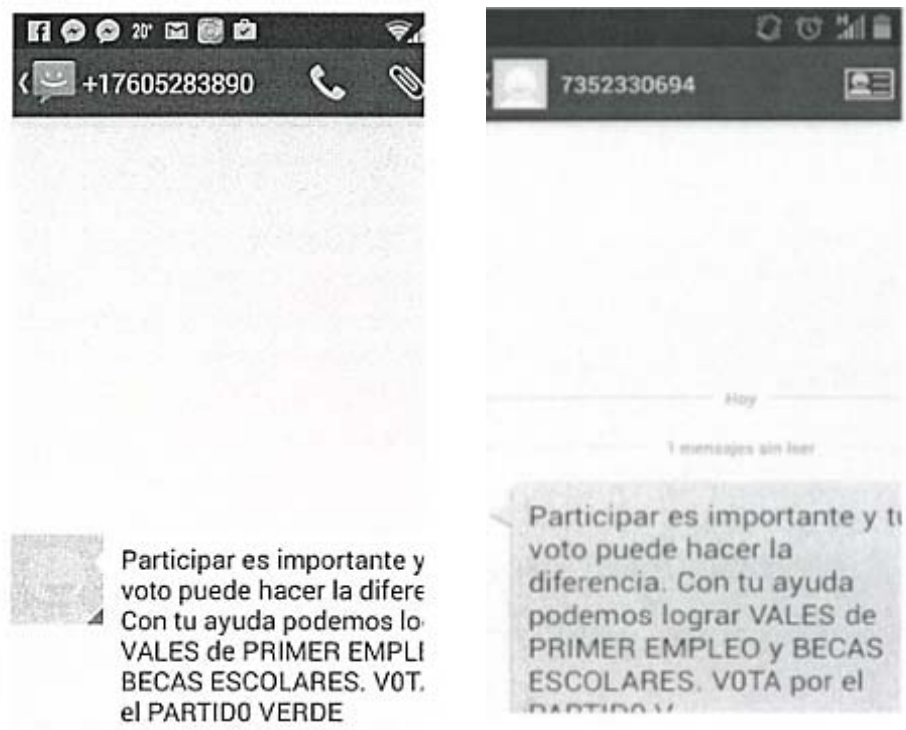 20°
+17605283890
Participar es importante y
voto puede hacer la difere
Con tu ayuda podemos lo
VALES de PRIMER EMPL
BECAS ESCOLARES. V0T
el PARTID0 VERDE
7352330694
Hoy
1 mensajes sin leer
Participar es importante y tu
voto puede hacer la
diferencia. Con tu ayuda
podemos lograr VALES de
PRIMER EMPLEO y BECAS
ESCOLARES. V0TA por el
PARTID0 V